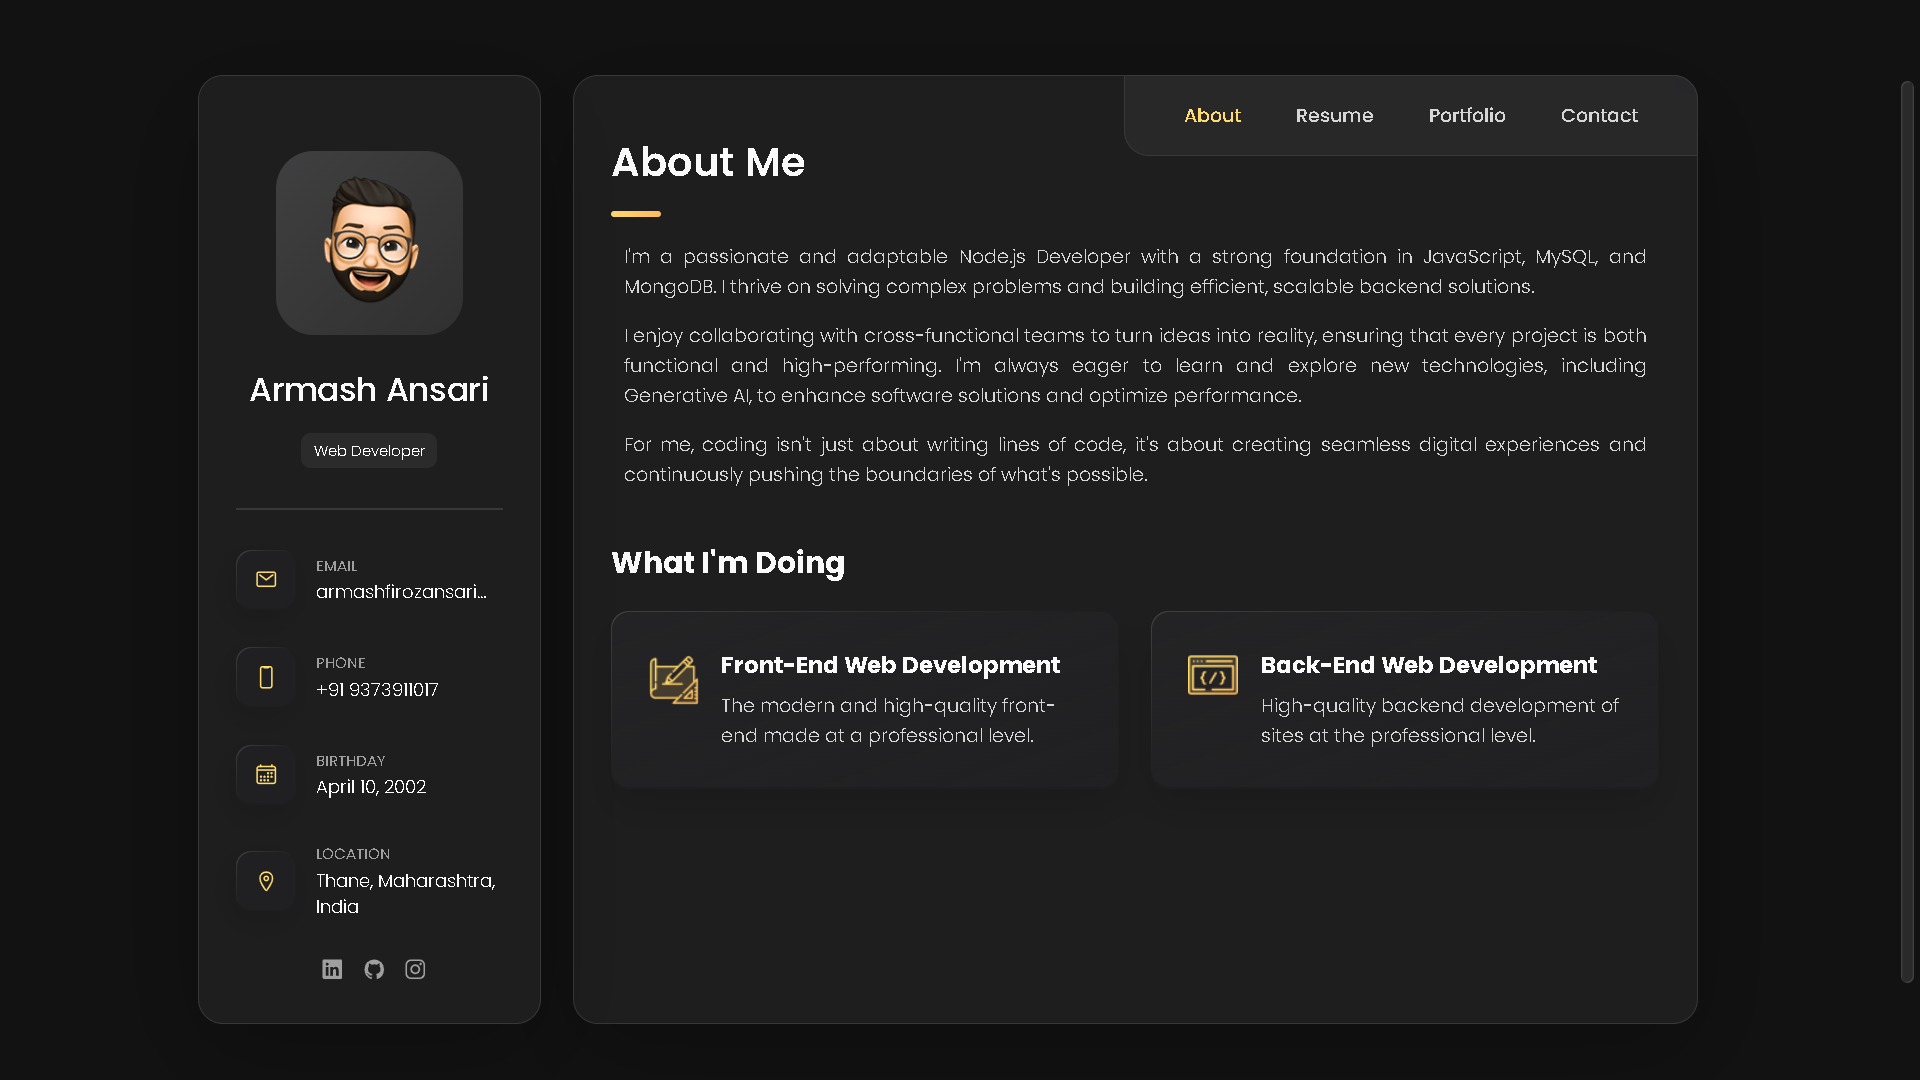 Armash Ansari
Web Developer
EMAIL
armashfirozansari...
PHONE
+91 9373911017
BIRTHDAY
April 10, 2002
LOCATION
Thane, Maharashtra,
India
About
Resume
Portfolio
Contact
About Me
I'm a passionate and adaptable Node.js Developer with a strong foundation in JavaScript, MySQL, and
MongoDB. I thrive on solving complex problems and building efficient, scalable backend solutions.
I enjoy collaborating with cross-functional teams to turn ideas into reality, ensuring that every project is both
functional and high-performing. I'm always eager to learn and explore new technologies, including
Generative AI, to enhance software solutions and optimize performance.
For me, coding isn't just about writing lines of code, it's about creating seamless digital experiences and
continuously pushing the boundaries of what's possible.
What I'm Doing
Front-End Web Development
The modern and high-quality front-
end made at a professional level.
Back-End Web Development
High-quality backend development of
sites at the professional level.